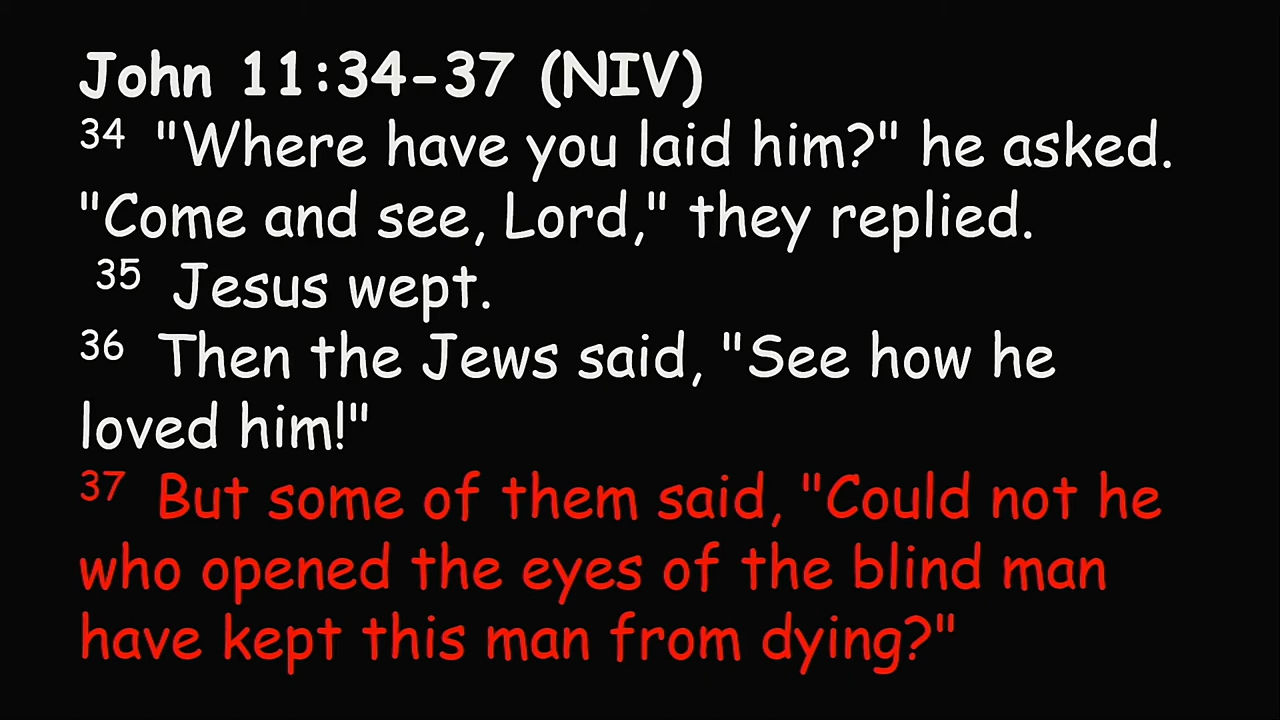 John 11:34-37 (NIV)
34 "Where have you laid him?" he asked.
"Come and see, Lord," they replied.
35 Jesus wept.
36 Then the Jews said, "See how he
loved him!"
37 But some of them said, "Could not he
who opened the eyes of the blind man
have kept this man from dying?"